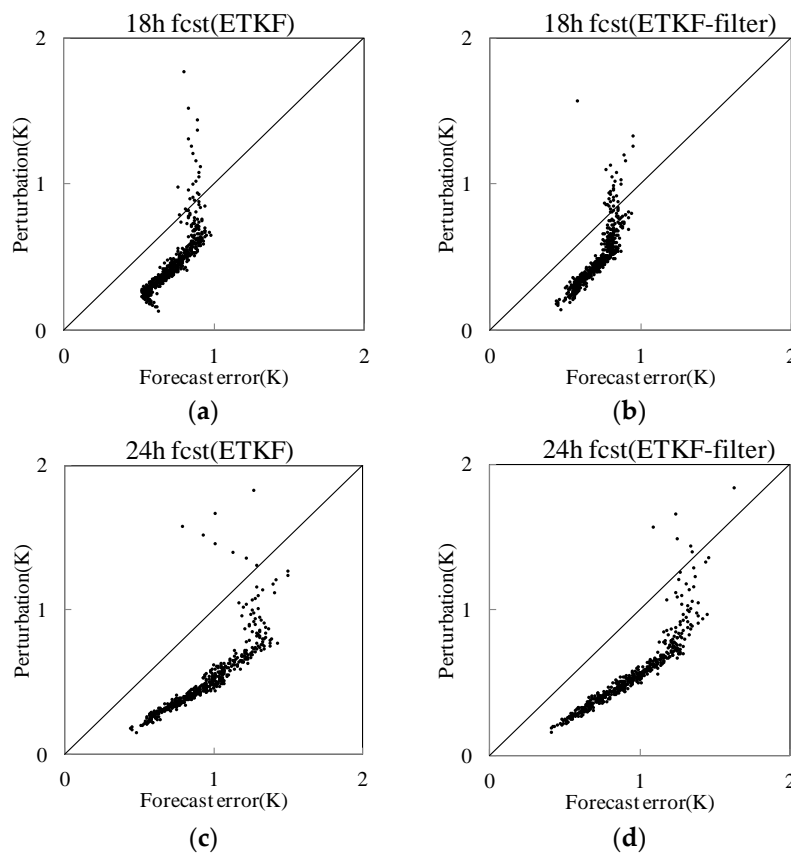 18h fcst(ETKF)
2
1
0
Perturbation(K)
0
1
2
Forecast error(K)
(a)
18h fcst(ETKF-filter)
2
1
0
Perturbation(K)
0
1
2
Forecast error(K)
(b)
24h fcst(ETKF)
2
1
0
Perturbation(K)
0
1
2
Forecast error(K)
(c)
24h fcst(ETKF-filter)
2
1
0
Perturbation(K)
0
1
2
Forecast error(K)
(d)